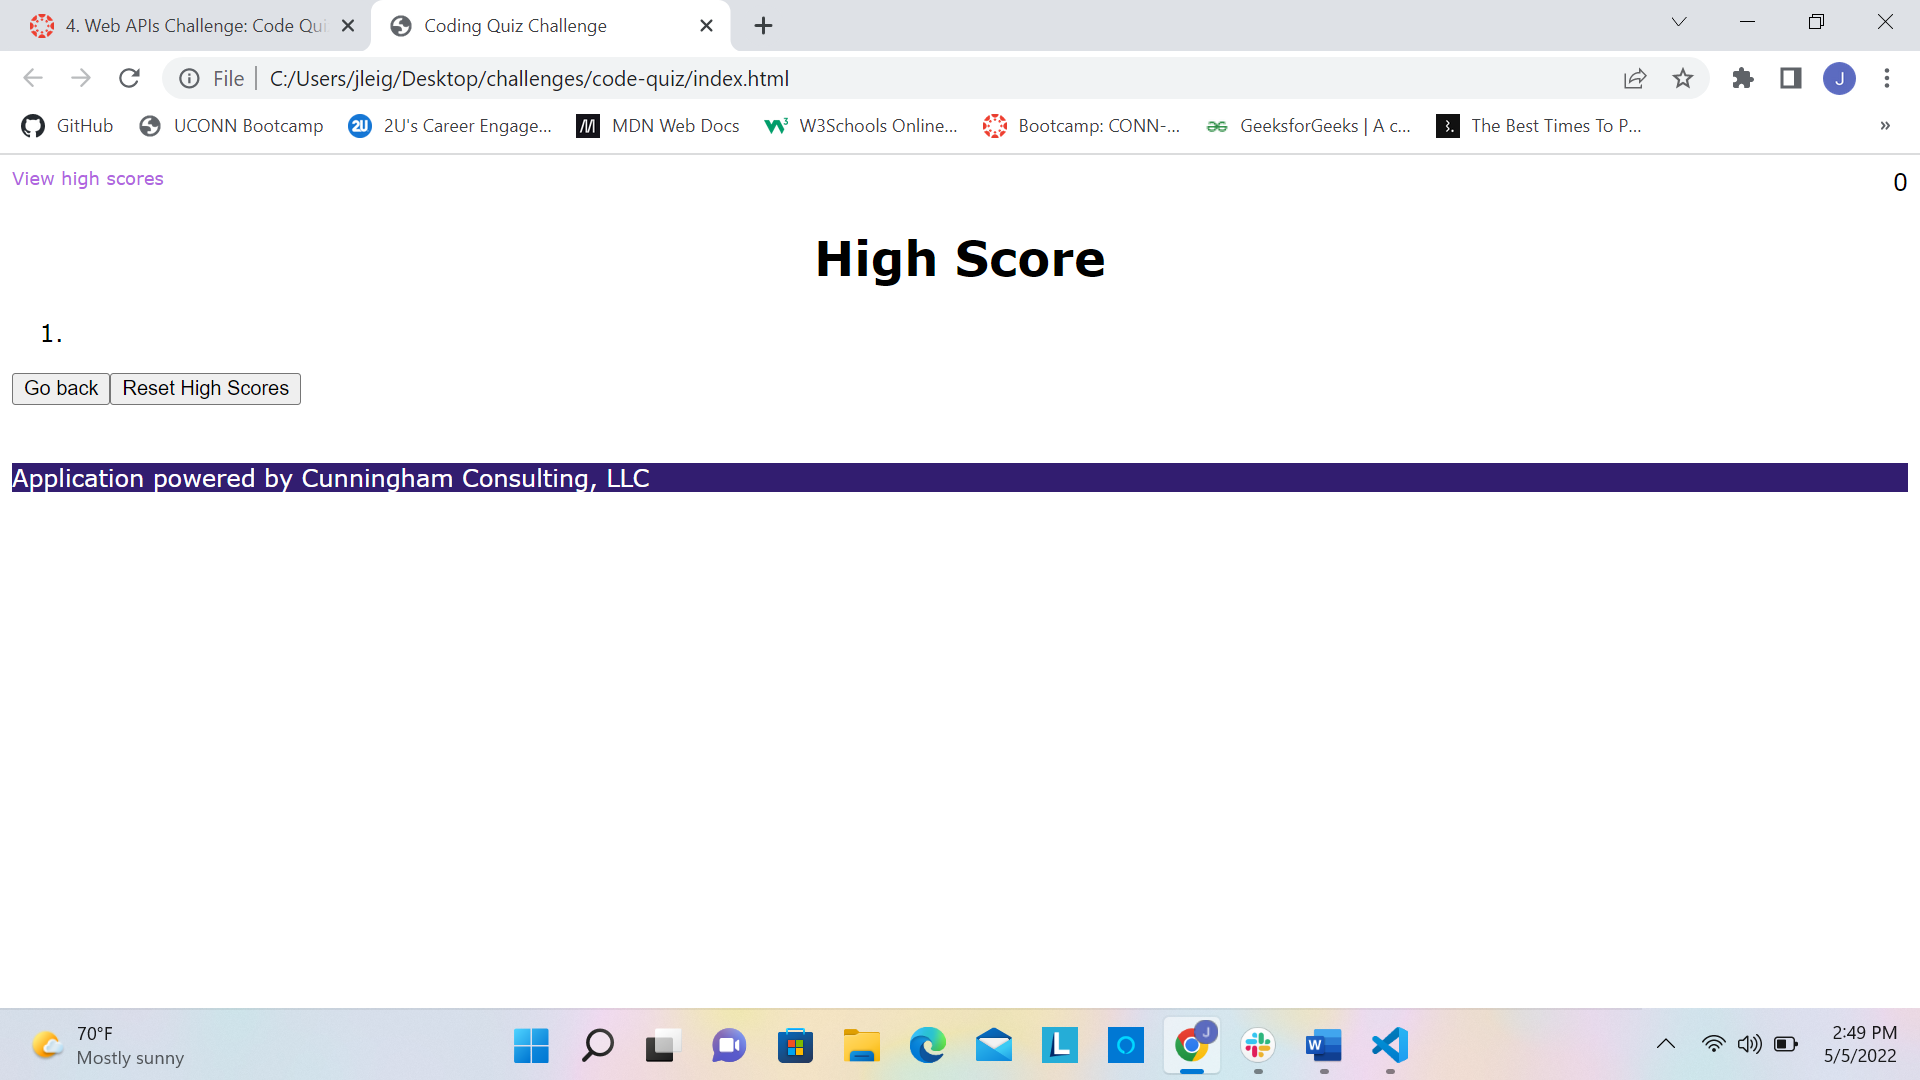 4. Web APIs Challenge: Code Qui
Coding Quiz Challenge
File
C:/Users/jleig/Desktop/challenges/code-quiz/index.html
J
GitHub
UCONN Bootcamp
2U
2U's Career Engage...
MDN Web Docs
W3Schools Online...
Bootcamp: CONN-...
GeeksforGeeks | A c...
3.
The Best Times To P...
»
View high scores
0
High Score
1.
Go back
Reset High Scores
Application powered by Cunningham Consulting, LLC
70°F
Mostly sunny
L
J
W
2:49 PM
5/5/2022